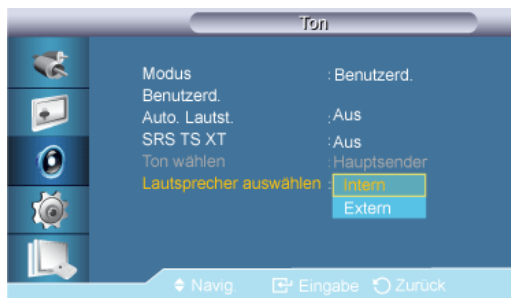 Ton
Modus : Benutzerd.
Benutzerd.
Auto. Lautst. : Aus
SRS TS XT : Aus
Ton wählen : Hauptsender
Lautsprecher auswählen : Intern
Extern
Navig. Eingabe Zurück